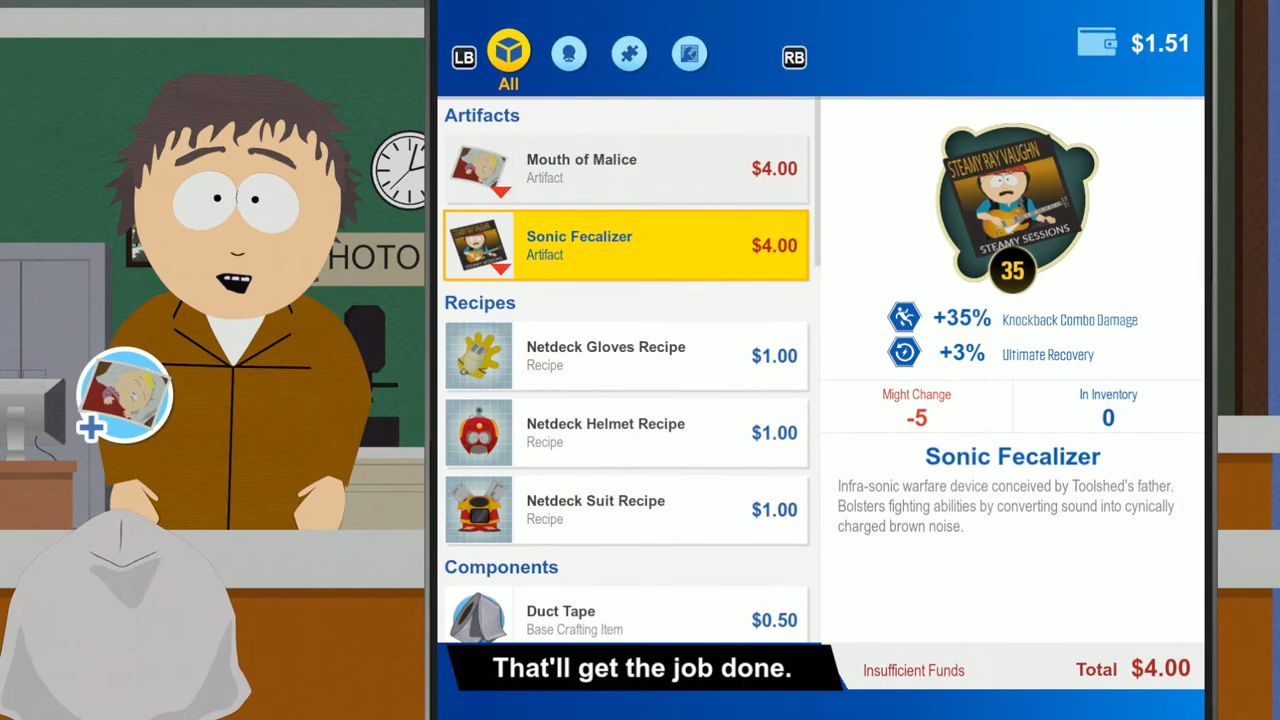 HOTO
LB
All
RB
$1.51
Artifacts
Mouth of Malice
Artifact
$4.00
Sonic Fecalizer
Artifact
$4.00
Recipes
Netdeck Gloves Recipe
Recipe
$1.00
Netdeck Helmet Recipe
Recipe
$1.00
Netdeck Suit Recipe
Recipe
$1.00
Components
Duct Tape
Base Crafting Item
$0.50
STEAMY RAY VAUGHN
STEAMY SESSIONS
35
+35% Knockback Combo Damage
+3% Ultimate Recovery
Might Change
-5
In Inventory
0
Sonic Fecalizer
Infra-sonic warfare device conceived by Toolshed's father.
Bolsters fighting abilities by converting sound into cynically
charged brown noise.
That'll get the job done.
Insufficient Funds
Total $4.00